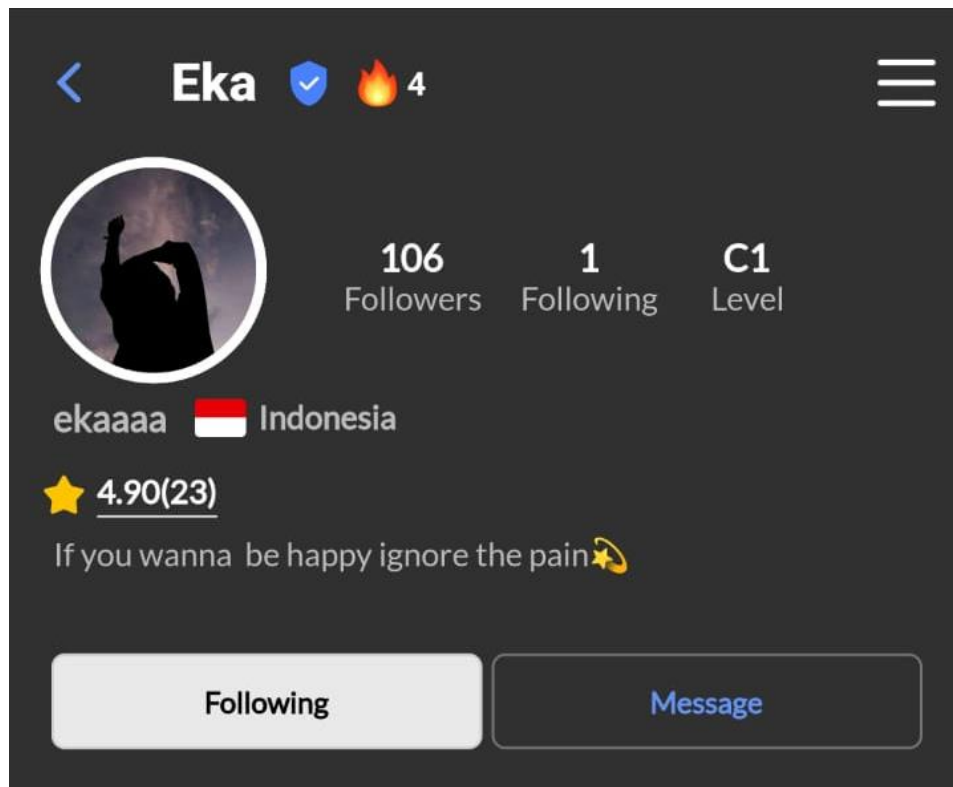 Eka 🔥 4
106 1 C1
Followers Following Level
ekaaaa Indonesia
4.90(23)
If you wanna be happy ignore the pain💫
Following Message